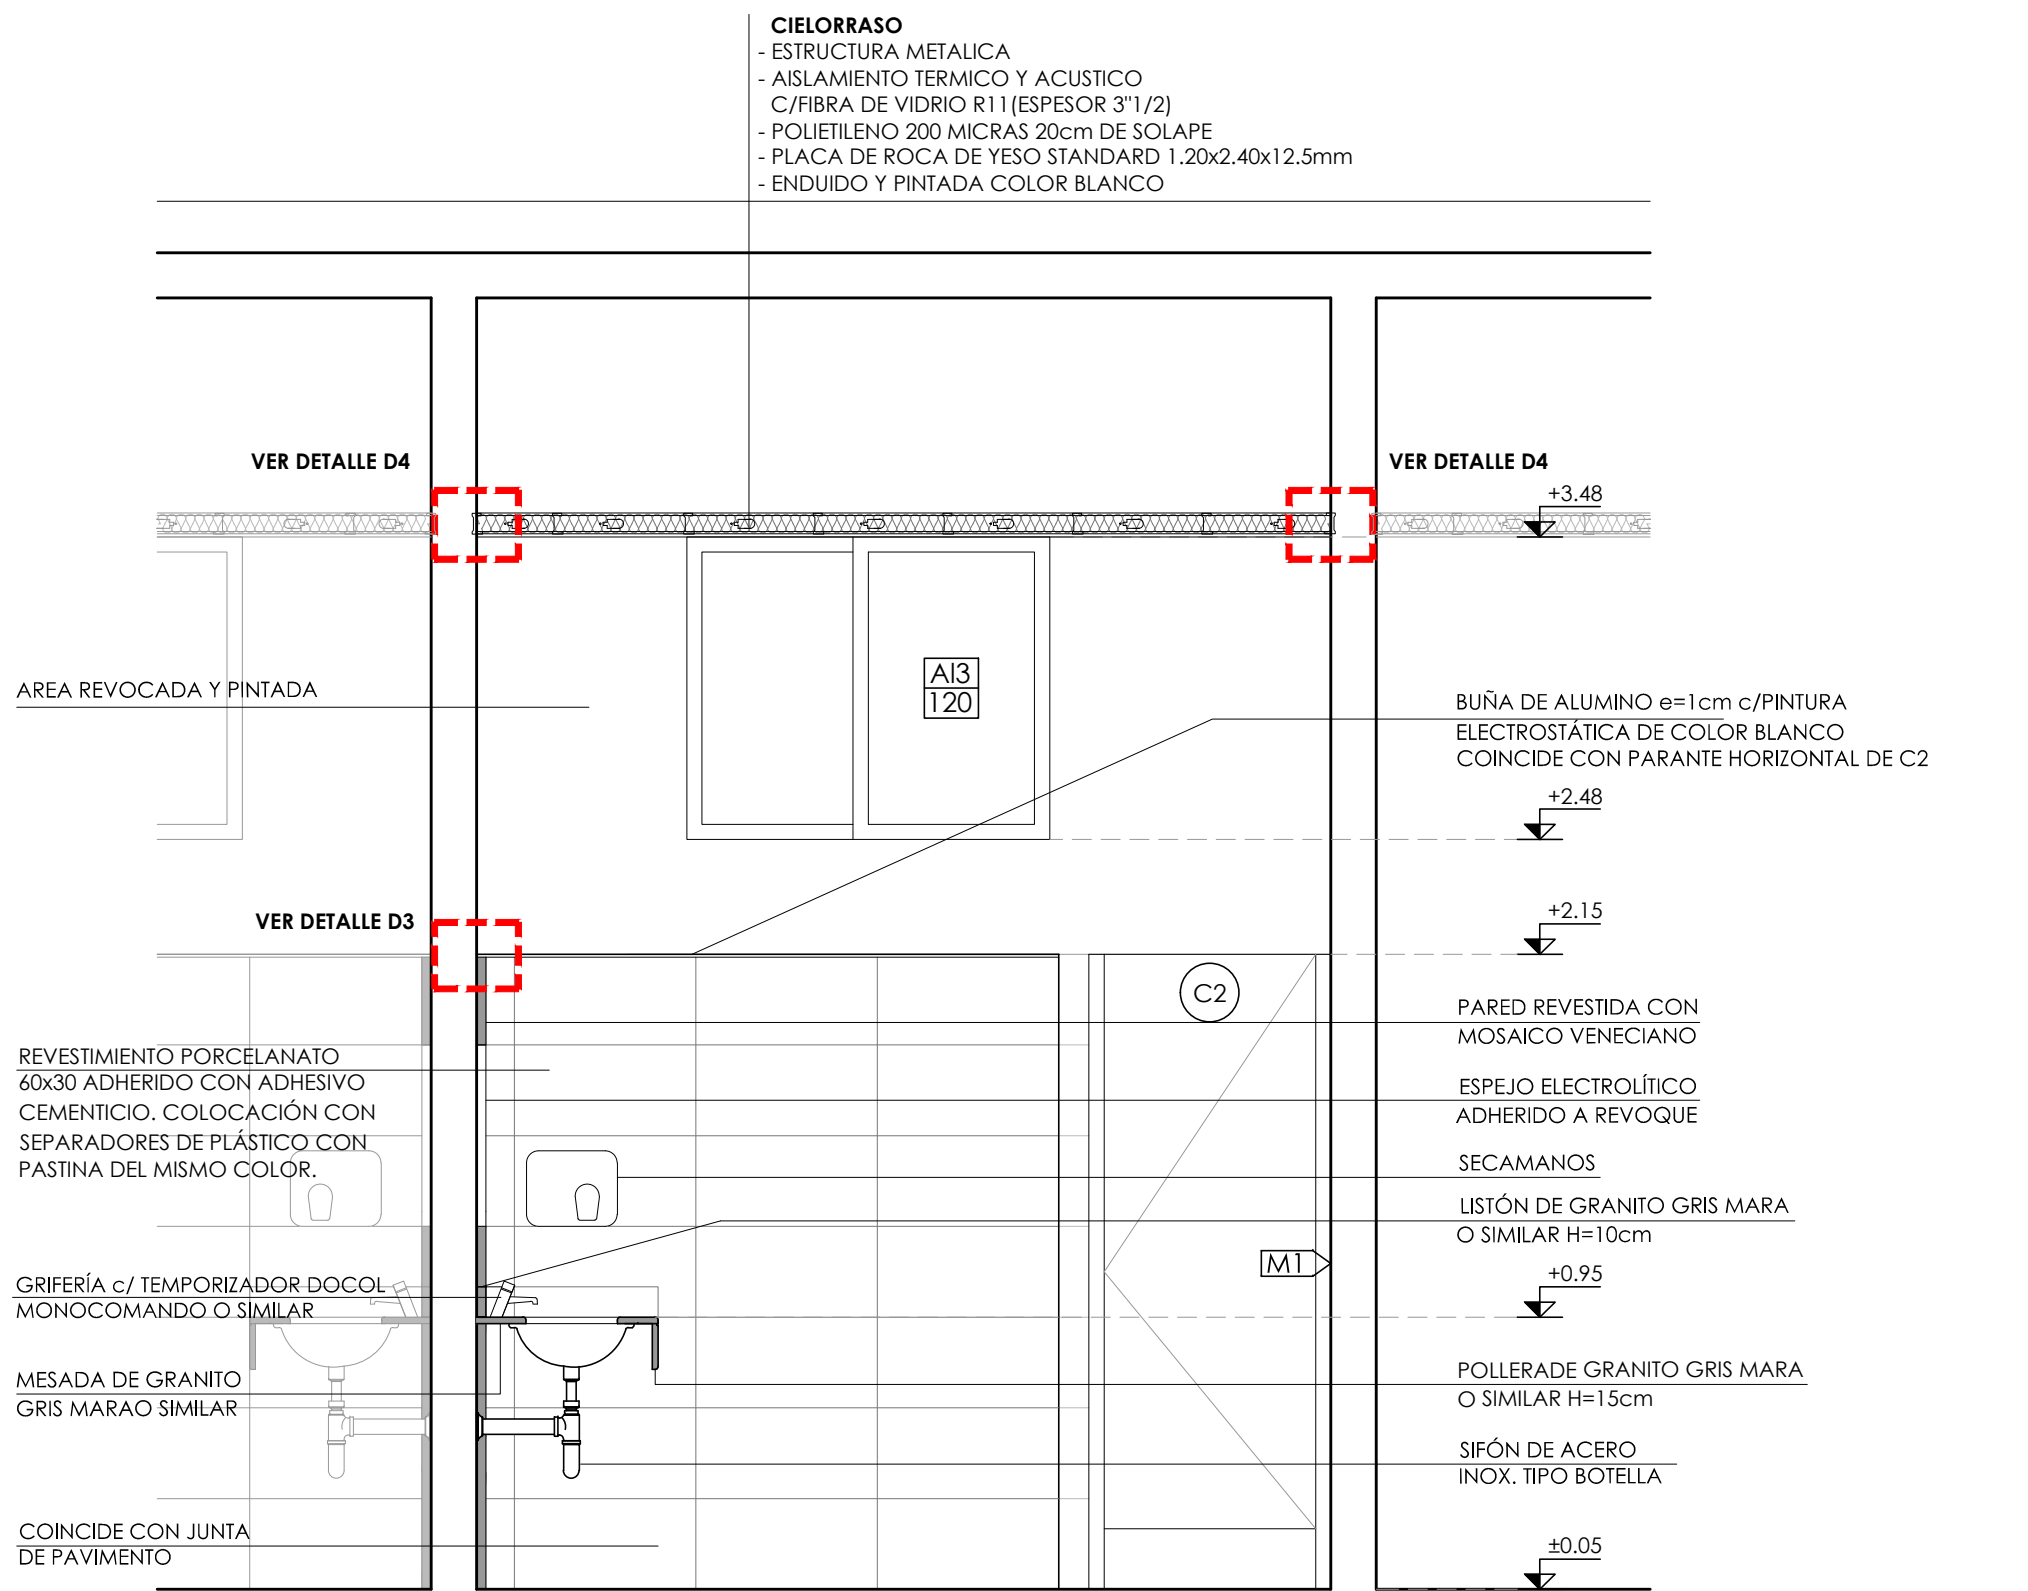 CIELORRASO
- ESTRUCTURA METALICA
- AISLAMIENTO TERMICO Y ACUSTICO
C/FIBRA DE VIDRIO R11(ESPESOR 3"1/2)
- POLIETILENO 200 MICRAS 20cm DE SOLAPE
- PLACA DE ROCA DE YESO STANDARD 1.20x2.40x12.5mm
- ENDUIDO Y PINTADA COLOR BLANCO
VER DETALLE D4
VER DETALLE D4
+3.48
AREA REVOCADA Y PINTADA
AI3
120
BUÑA DE ALUMINO e=1cm c/PINTURA
ELECTROSTÁTICA DE COLOR BLANCO
COINCIDE CON PARANTE HORIZONTAL DE C2
+2.48
VER DETALLE D3
+2.15
C2
PARED REVESTIDA CON
MOSAICO VENECIANO
REVESTIMIENTO PORCELANATO
60x30 ADHERIDO CON ADHESIVO
CEMENTICIO. COLOCACIÓN CON
SEPARADORES DE PLÁSTICO CON
PASTINA DEL MISMO COLOR.
ESPEJO ELECTROLÍTICO
ADHERIDO A REVOQUE
SECAMANOS
LISTÓN DE GRANITO GRIS MARA
O SIMILAR H=10cm
M1
GRIFERÍA c/ TEMPORIZADOR DOCOL
MONOCOMANDO O SIMILAR
+0.95
MESADA DE GRANITO
GRIS MARAO SIMILAR
POLLERADE GRANITO GRIS MARA
O SIMILAR H=15cm
SIFÓN DE ACERO
INOX. TIPO BOTELLA
COINCIDE CON JUNTA
DE PAVIMENTO
±0.05